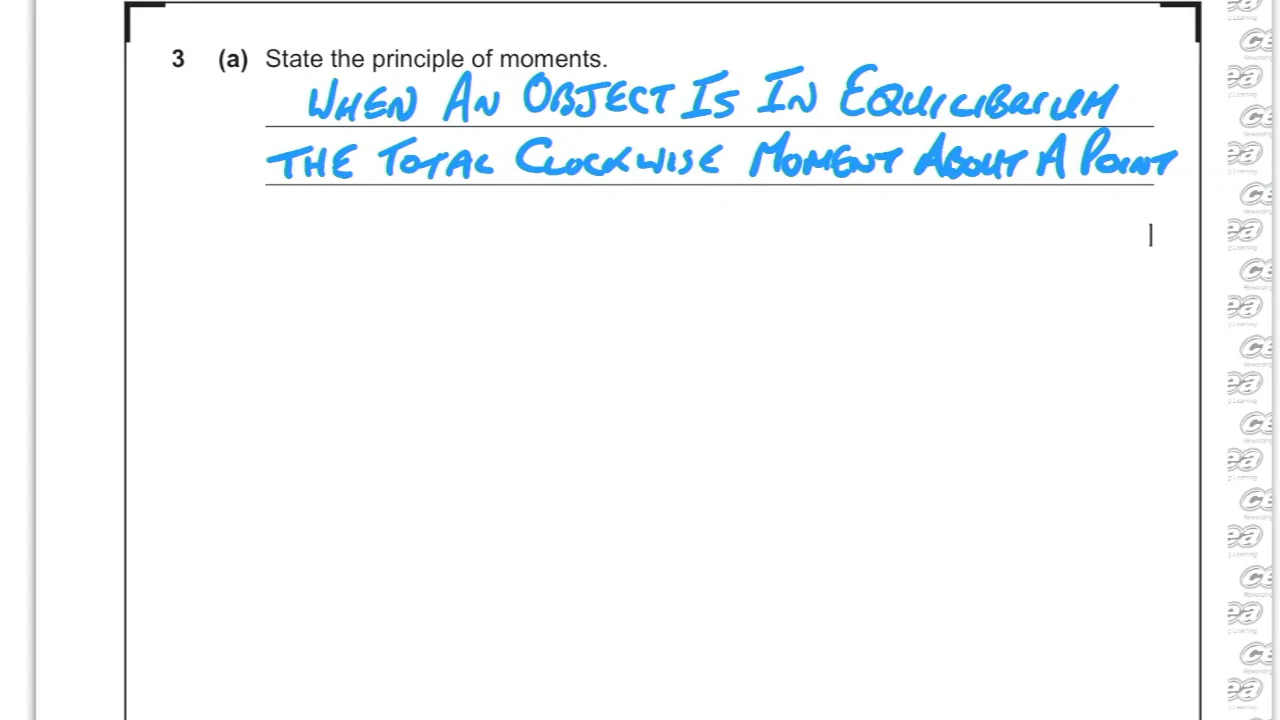 3 (a) State the principle of moments.
WHEN AN OBJECT IS IN EQUILIBRIUM
THE TOTAL CLOCKWISE MOMENT ABOUT A POINT
]